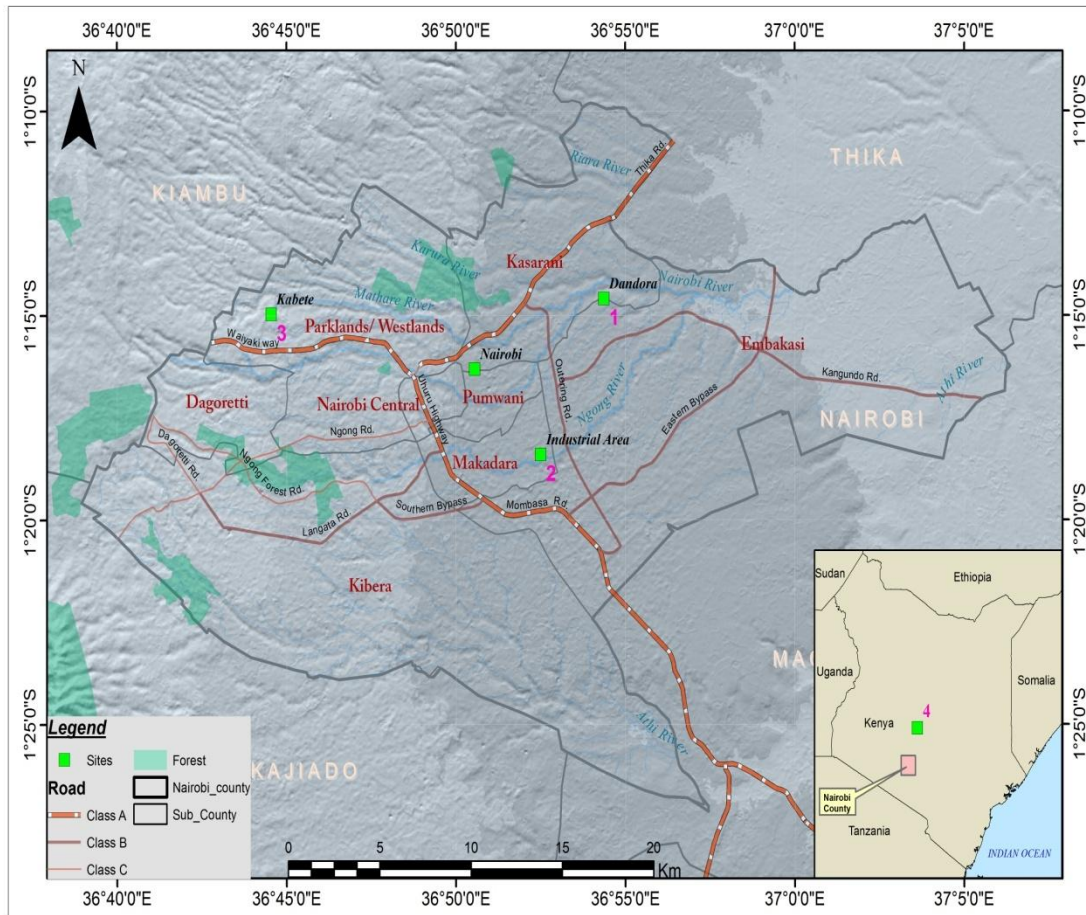 36°40'0"E
36°45'0"E
36°50'0"E
36°55'0"E
37°0'0"E
37°5'0"E
N
1°10'0"S
1°10'0"S
THIKA
KIAMBU
Riara River
Thika Rd.
Karura River
Kasarani
Dandora
Nairobi River
1
Kabete
Mathare River
1°15'0"S
1°15'0"S
3
Parklands/ Westlands
Waiyaki way
Embakasi
Nairobi
Kangundo Rd.
Athi River
Dagoretti
Nairobi Central
Pumwani
Uhuru Highway
Outering Rd.
Ngong River
Eastern Bypass
NAIROBI
Ngong Rd.
Dagoretti Rd.
Industrial Area
Makadara
2
Ngong Forest Rd.
Southern Bypass
Mombasa Rd
Langata Rd.
1°20'0"S
1°20'0"S
Kibera
Sudan
Ethiopia
MAC
Uganda
Somalia
Kenya
4
1°25'0"S
1°25'0"S
Athi River
KAJIADO
Legend
Sites
Forest
Road
Nairobi_county
Class A
Sub_County
Class B
Class C
Nairobi County
Tanzania
INDIAN OCEAN
0
5
10
15
20
Km
36°40'0"E
36°45'0"E
36°50'0"E
36°55'0"E
37°0'0"E
37°5'0"E